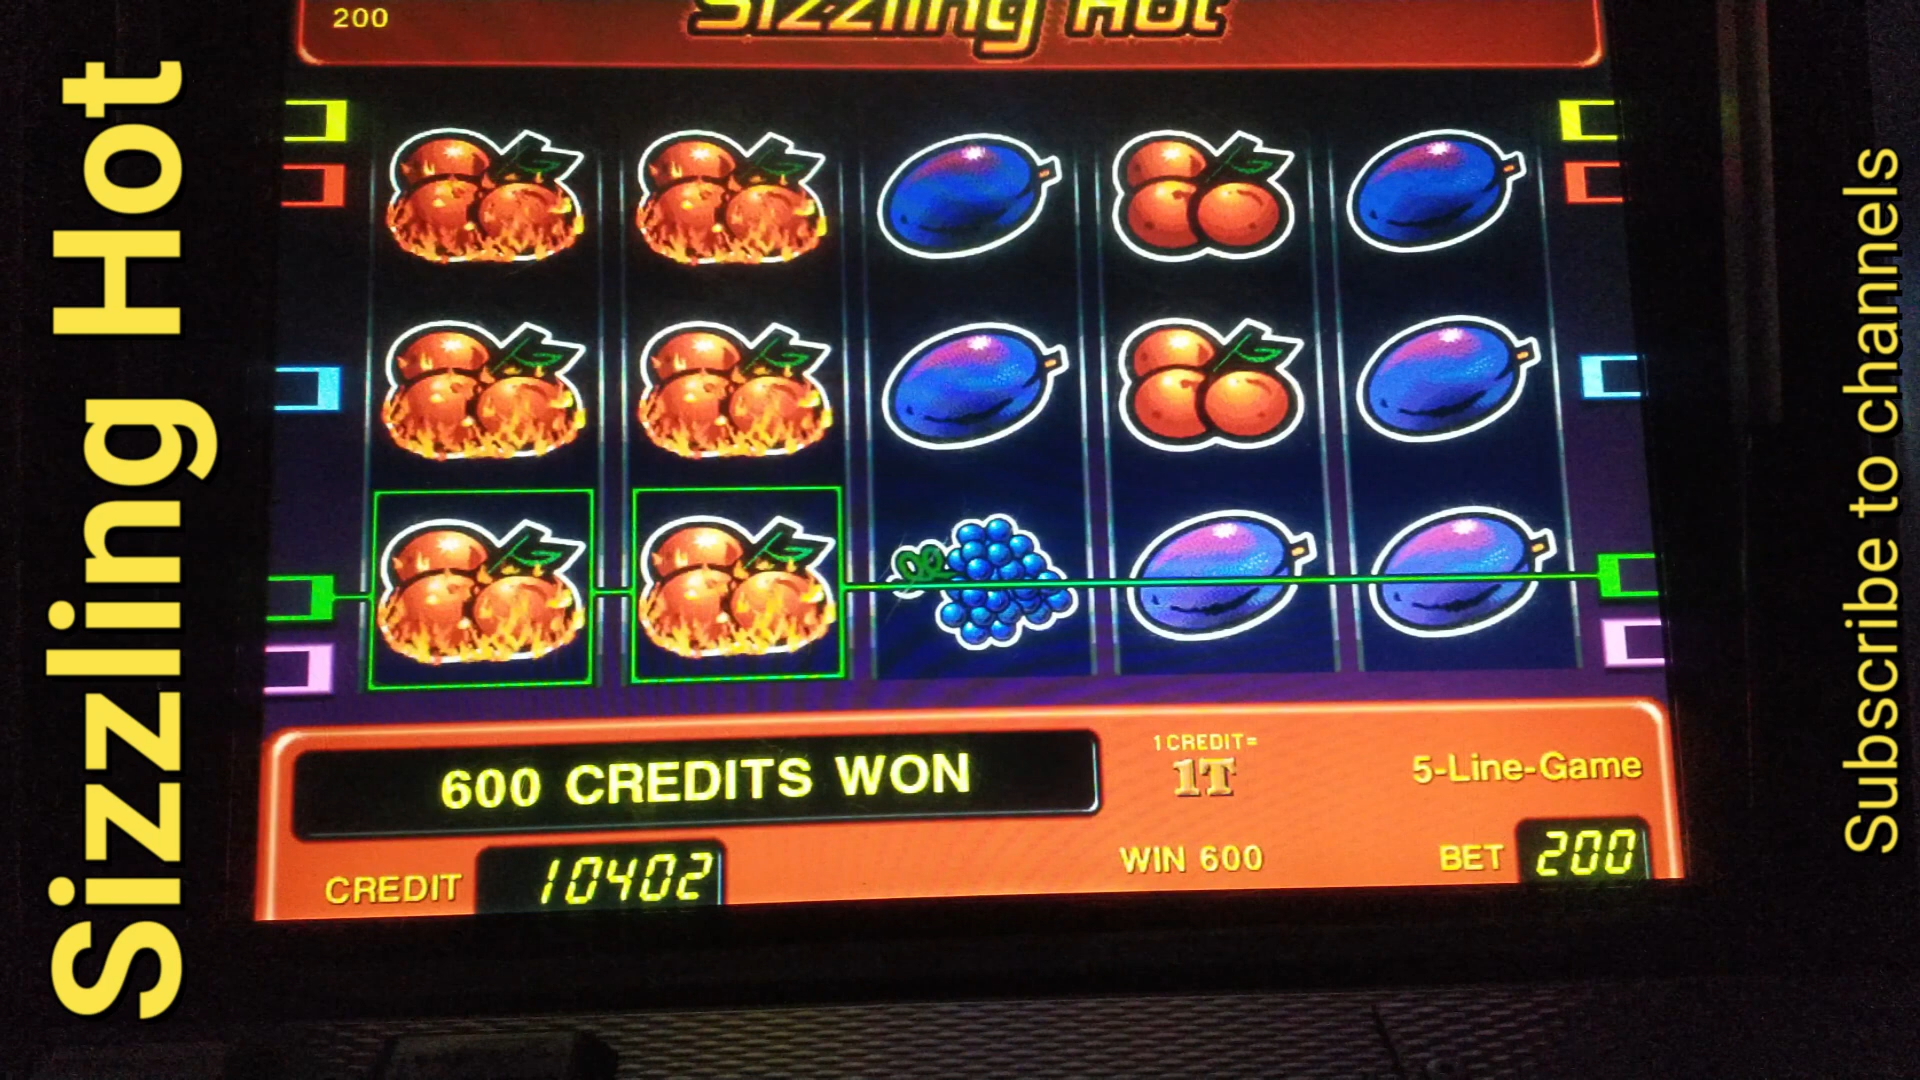 Sizzling Hot
200
Sizzling Hot
600 CREDITS WON
1 CREDIT=
1T
5-Line-Game
CREDIT 10402
WIN 600
BET 200
Subscribe to channels